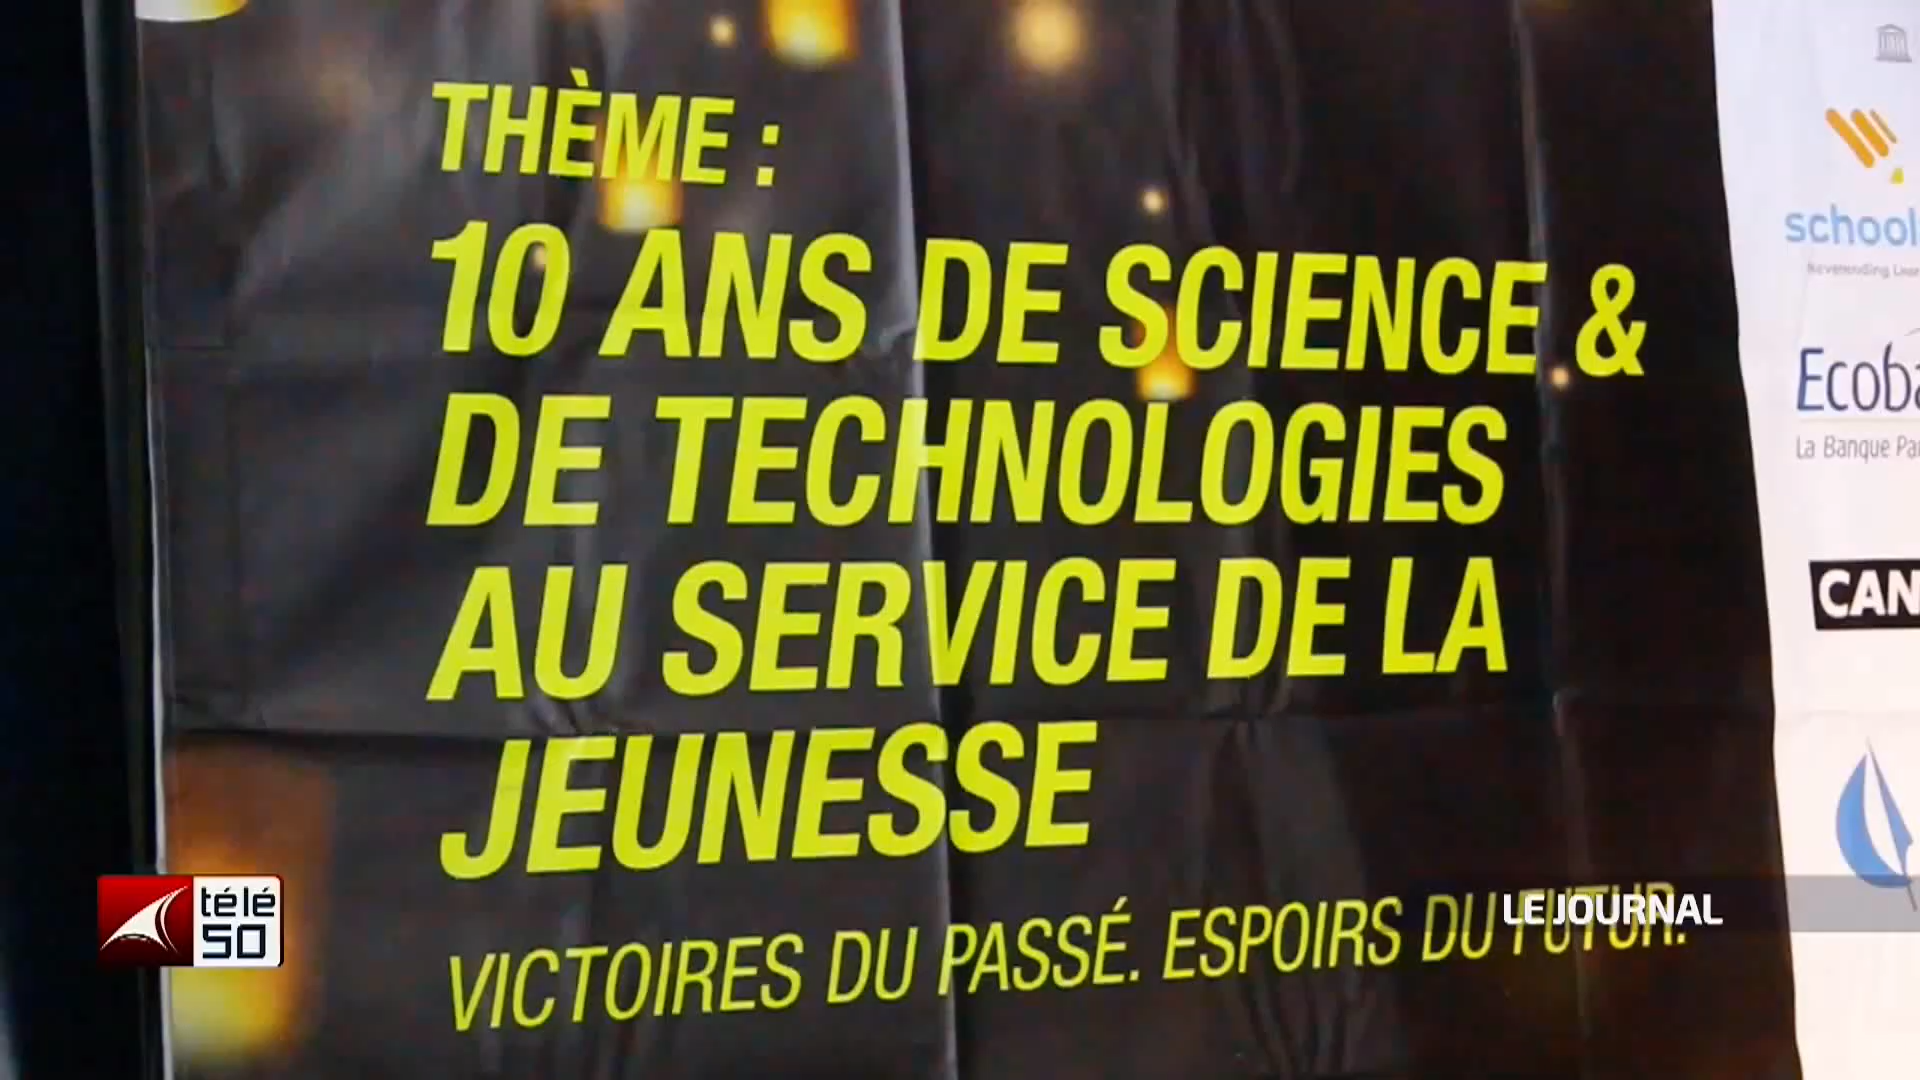 THÈME :
10 ANS DE SCIENCE &
DE TECHNOLOGIES
AU SERVICE DE LA
JEUNESSE
VICTOIRES DU PASSÉ. ESPOIRS DU FUTUR.
school
Ecoba
La Banque Pa
CAN
télé
50
LE JOURNAL